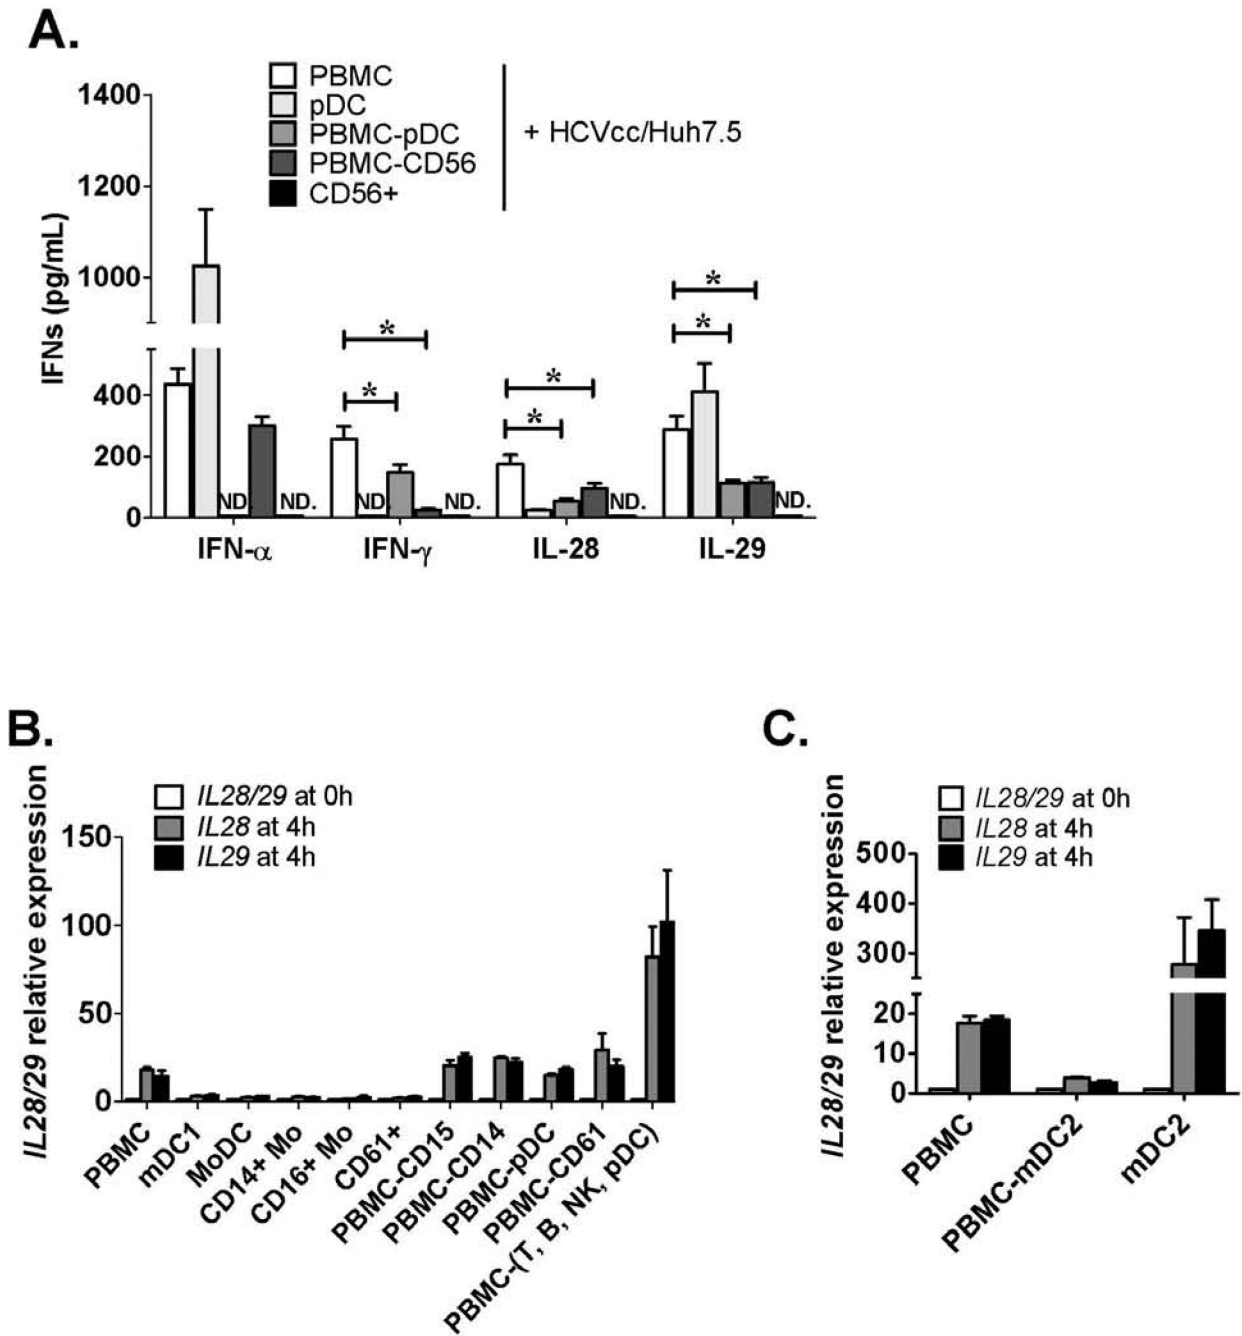 A.
PBMC
pDC
PBMC-pDC
PBMC-CD56
CD56+
+ HCVcc/Huh7.5
IFNs (pg/mL)
1400
1200
1000
400
200
0
* * * * * *
ND. ND. ND. ND. ND. ND.
IFN-α IFN-γ IL-28 IL-29
B.
IL28/29 relative expression
IL28/29 at 0h
IL28 at 4h
IL29 at 4h
150
100
50
0
PBMC
mDC1
MoDC
CD14+ Mo
CD16+ Mo
CD61+
PBMC-CD15
PBMC-CD14
PBMC-pDC
PBMC-CD61
PBMC-(T, B, NK, pDC)
C.
IL28/29 relative expression
IL28/29 at 0h
IL28 at 4h
IL29 at 4h
500
400
300
20
10
0
PBMC
PBMC-mDC2
mDC2